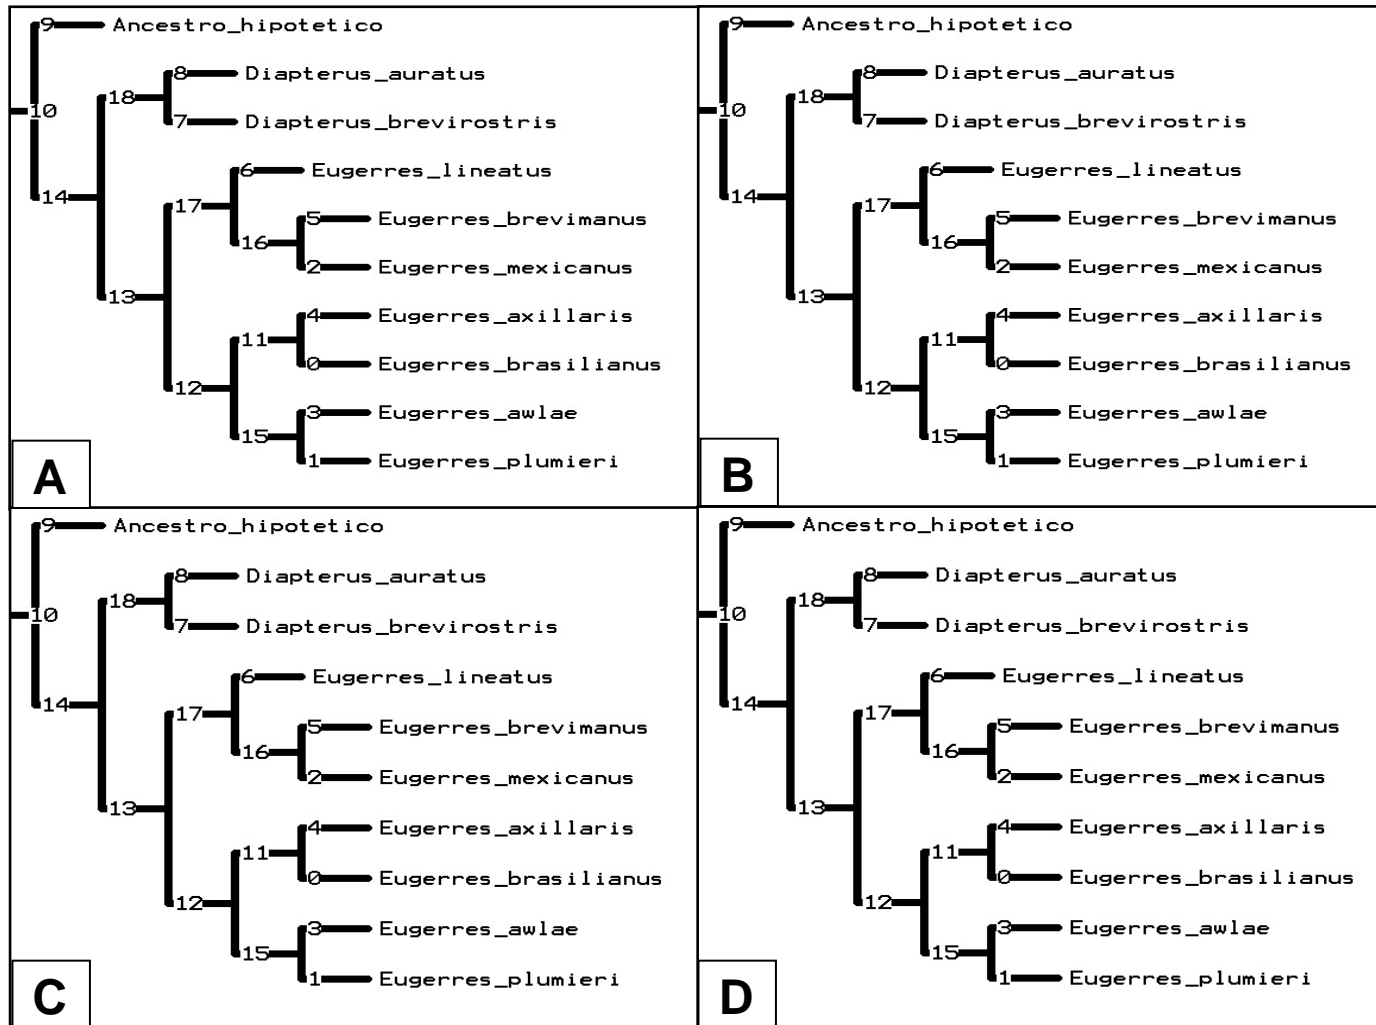 9 Ancestro_hipotetico
8 Diapterus_auratus
18
10
7 Diapterus_brevirostris
6 Eugerres_lineatus
14
17
5 Eugerres_brevimanus
16
2 Eugerres_mexicanus
13
4 Eugerres_axillaris
11
0 Eugerres_brasilianus
12
3 Eugerres_awlae
15
1 Eugerres_plumieri
A
9 Ancestro_hipotetico
8 Diapterus_auratus
18
10
7 Diapterus_brevirostris
6 Eugerres_lineatus
14
17
5 Eugerres_brevimanus
16
2 Eugerres_mexicanus
13
4 Eugerres_axillaris
11
0 Eugerres_brasilianus
12
3 Eugerres_awlae
15
1 Eugerres_plumieri
B
9 Ancestro_hipotetico
8 Diapterus_auratus
18
10
7 Diapterus_brevirostris
6 Eugerres_lineatus
14
17
5 Eugerres_brevimanus
16
2 Eugerres_mexicanus
13
4 Eugerres_axillaris
11
0 Eugerres_brasilianus
12
3 Eugerres_awlae
15
1 Eugerres_plumieri
C
9 Ancestro_hipotetico
8 Diapterus_auratus
18
10
7 Diapterus_brevirostris
6 Eugerres_lineatus
14
17
5 Eugerres_brevimanus
16
2 Eugerres_mexicanus
13
4 Eugerres_axillaris
11
0 Eugerres_brasilianus
12
3 Eugerres_awlae
15
1 Eugerres_plumieri
D